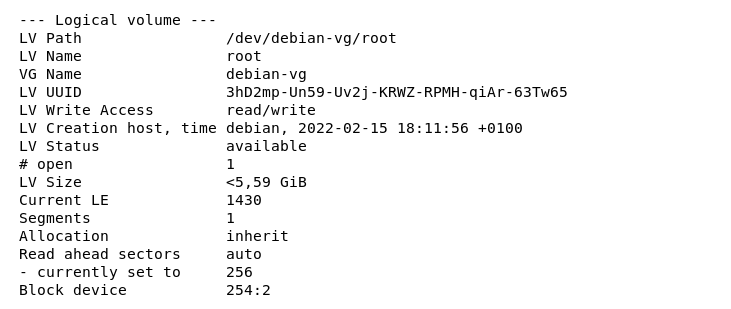 --- Logical volume ---
LV Path                /dev/debian-vg/root
LV Name                root
VG Name                debian-vg
LV UUID                3hD2mp-Un59-Uv2j-KRWZ-RPMH-qiAr-63Tw65
LV Write Access        read/write
LV Creation host, time debian, 2022-02-15 18:11:56 +0100
LV Status              available
# open                 1
LV Size                <5,59 GiB
Current LE             1430
Segments               1
Allocation             inherit
Read ahead sectors     auto
- currently set to     256
Block device           254:2